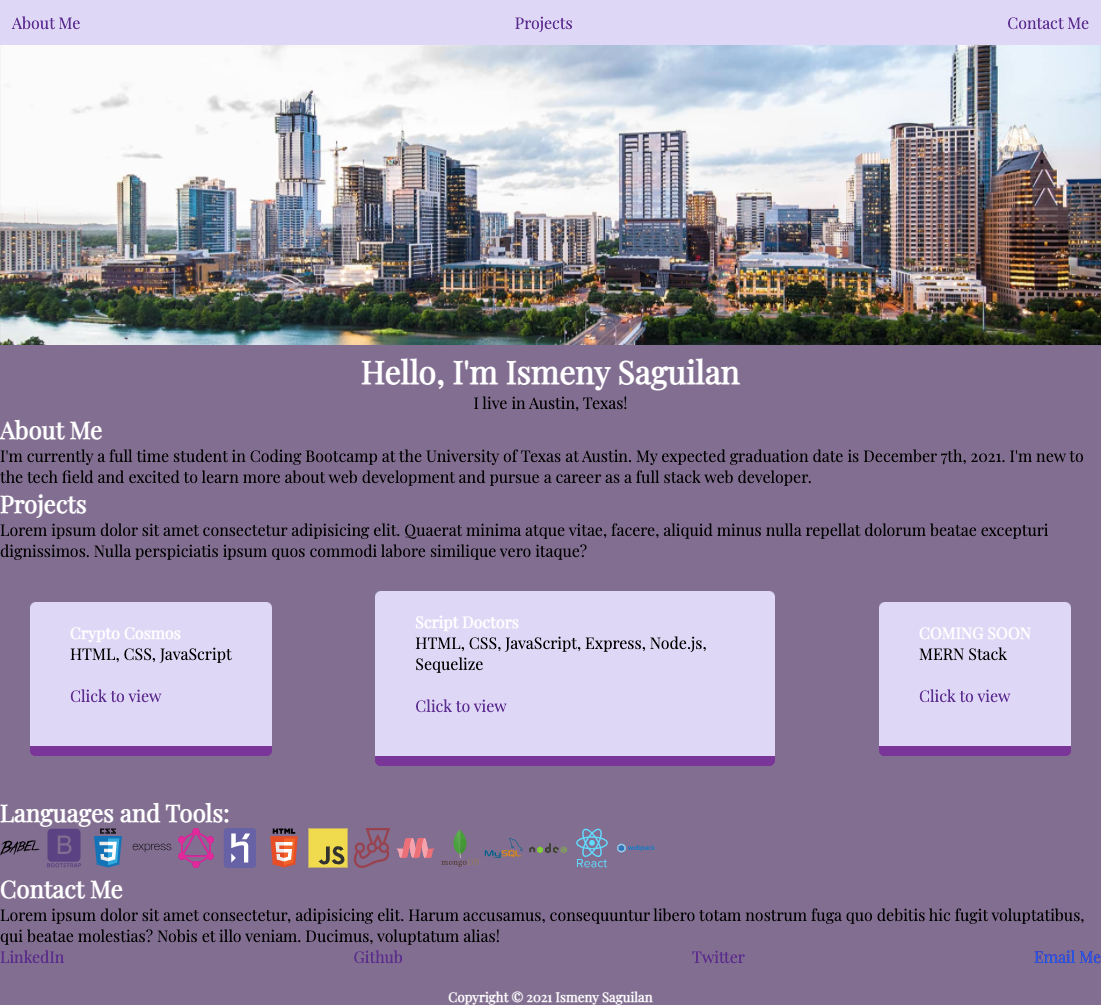 About Me
Projects
Contact Me
Hello, I'm Ismeny Saguilan
I live in Austin, Texas!
About Me
I'm currently a full time student in Coding Bootcamp at the University of Texas at Austin. My expected graduation date is December 7th, 2021. I'm new to
the tech field and excited to learn more about web development and pursue a career as a full stack web developer.
Projects
Lorem ipsum dolor sit amet consectetur adipisicing elit. Quaerat minima atque vitae, facere, aliquid minus nulla repellat dolorum beatae excepturi
dignissimos. Nulla perspiciatis ipsum quos commodi labore similique vero itaque?
Crypto Cosmos
HTML, CSS, JavaScript
Click to view
Script Doctors
HTML, CSS, JavaScript, Express, Node.js,
Sequelize
Click to view
COMING SOON
MERN Stack
Click to view
Languages and Tools:
BABEL
B
BOOTSTRAP
CSS
3
express
HTML
5
JS
mongo
MySQL
node
React
Contact Me
Lorem ipsum dolor sit amet consectetur, adipisicing elit. Harum accusamus, consequuntur libero totam nostrum fuga quo debitis hic fugit voluptatibus,
qui beatae molestias? Nobis et illo veniam. Ducimus, voluptatum alias!
LinkedIn
Github
Twitter
Email Me
Copyright © 2021 Ismeny Saguilan